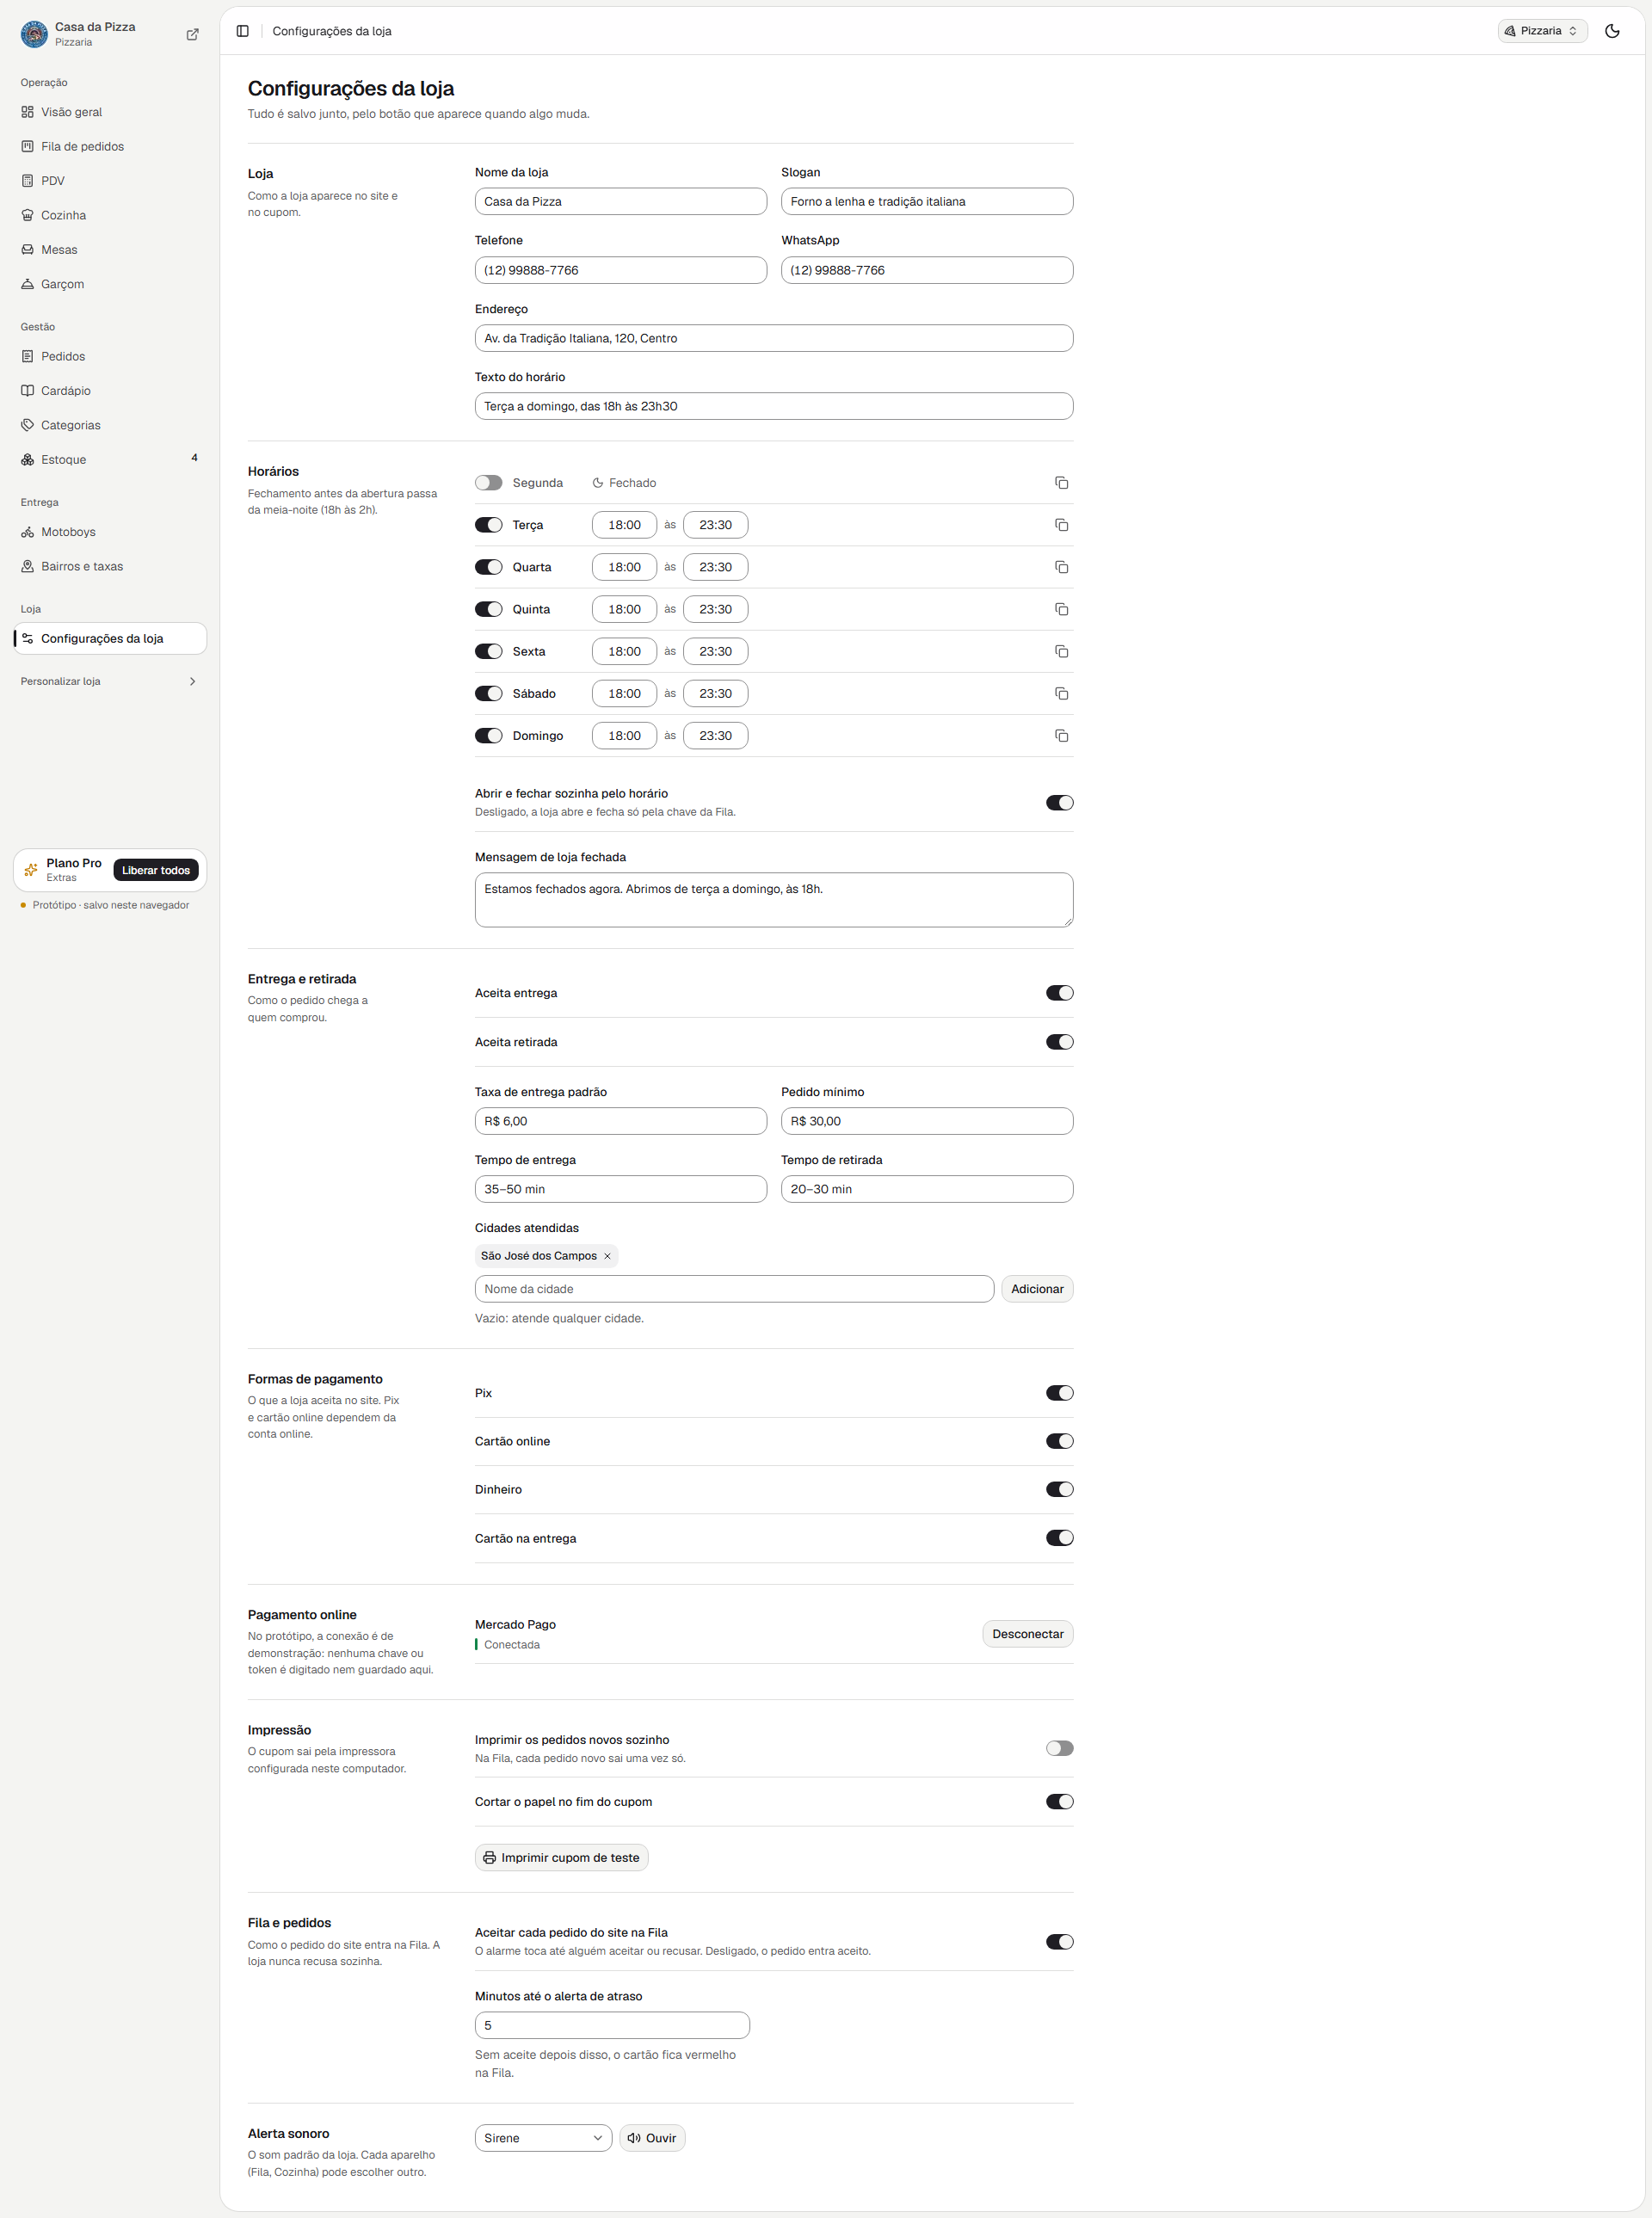 Casa da Pizza
Pizzaria
Operação
Visão geral
Fila de pedidos
PDV
Cozinha
Mesas
Garçom
Gestão
Pedidos
Cardápio
Categorias
Estoque 4
Entrega
Motoboys
Bairros e taxas
Loja
Configurações da loja
Personalizar loja
Plano Pro
Extras
Liberar todos
Protótipo · salvo neste navegador
Configurações da loja
Pizzaria
Configurações da loja
Tudo é salvo junto, pelo botão que aparece quando algo muda.
Loja
Como a loja aparece no site e
no cupom.
Nome da loja
Casa da Pizza
Slogan
Forno a lenha e tradição italiana
Telefone
(12) 99888-7766
WhatsApp
(12) 99888-7766
Endereço
Av. da Tradição Italiana, 120, Centro
Texto do horário
Terça a domingo, das 18h às 23h30
Horários
Fechamento antes da abertura passa
da meia-noite (18h às 2h).
Segunda Fechado
Terça 18:00 às 23:30
Quarta 18:00 às 23:30
Quinta 18:00 às 23:30
Sexta 18:00 às 23:30
Sábado 18:00 às 23:30
Domingo 18:00 às 23:30
Abrir e fechar sozinha pelo horário
Desligado, a loja abre e fecha só pela chave da Fila.
Mensagem de loja fechada
Estamos fechados agora. Abrimos de terça a domingo, às 18h.
Entrega e retirada
Como o pedido chega a
quem comprou.
Aceita entrega
Aceita retirada
Taxa de entrega padrão
R$ 6,00
Pedido mínimo
R$ 30,00
Tempo de entrega
35–50 min
Tempo de retirada
20–30 min
Cidades atendidas
São José dos Campos ×
Nome da cidade
Adicionar
Vazio: atende qualquer cidade.
Formas de pagamento
O que a loja aceita no site. Pix
e cartão online dependem da
conta online.
Pix
Cartão online
Dinheiro
Cartão na entrega
Pagamento online
No protótipo, a conexão é de
demonstração: nenhuma chave ou
token é digitado nem guardado aqui.
Mercado Pago
Conectada
Desconectar
Impressão
O cupom sai pela impressora
configurada neste computador.
Imprimir os pedidos novos sozinho
Na Fila, cada pedido novo sai uma vez só.
Cortar o papel no fim do cupom
Imprimir cupom de teste
Fila e pedidos
Como o pedido do site entra na Fila. A
loja nunca recusa sozinha.
Aceitar cada pedido do site na Fila
O alarme toca até alguém aceitar ou recusar. Desligado, o pedido entra aceito.
Minutos até o alerta de atraso
5
Sem aceite depois disso, o cartão fica vermelho
na Fila.
Alerta sonoro
O som padrão da loja. Cada aparelho
(Fila, Cozinha) pode escolher outro.
Sirene
Ouvir